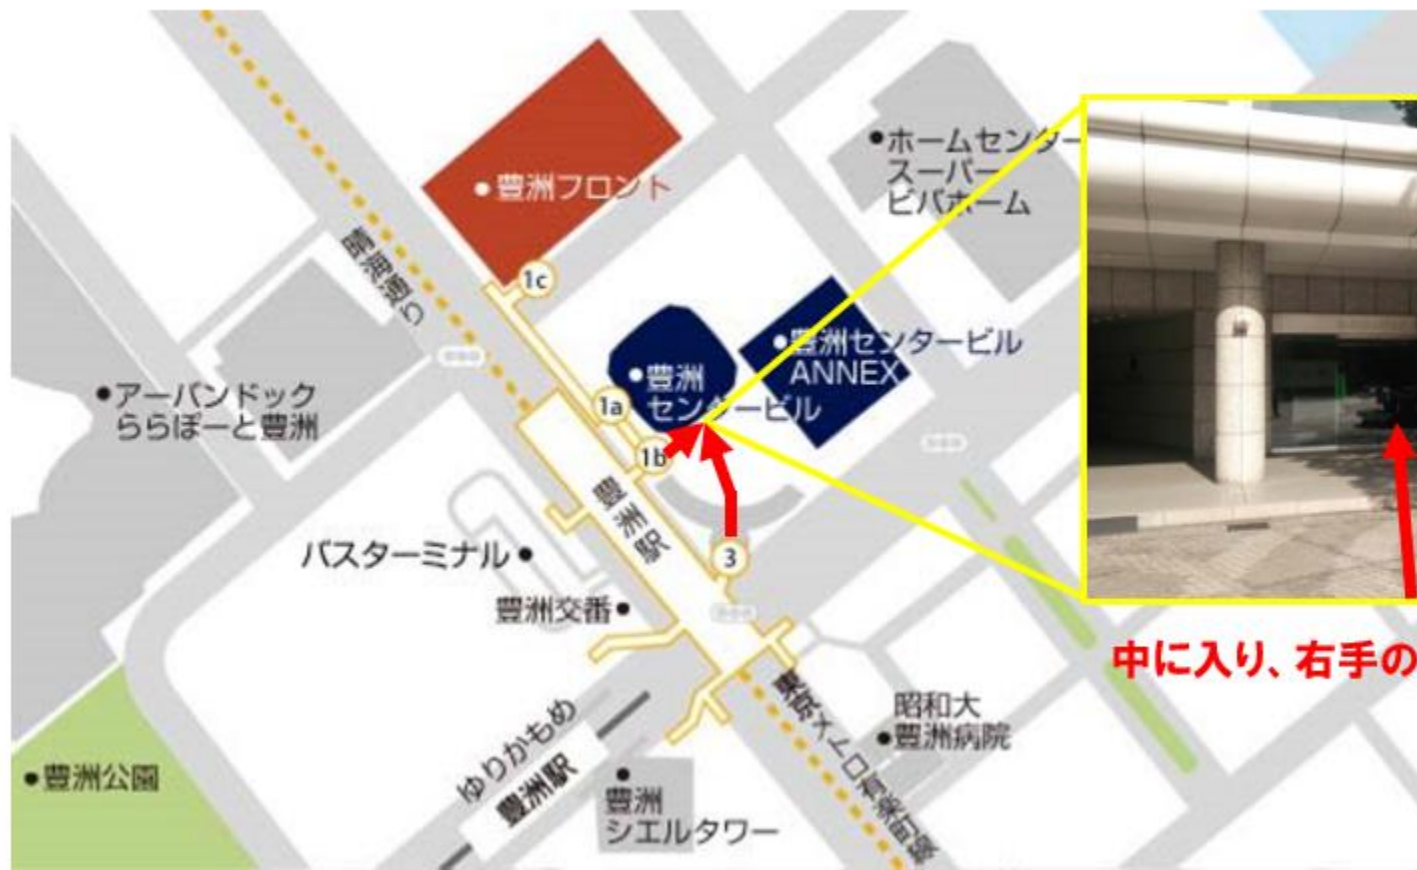 豊洲フロント
ホームセンター
スーパー
ビバホーム
晴海通り
1c
豊洲
センタービル
豊洲センタービル
ANNEX
アーバンドック
ららぽーと豊洲
1a
1b
豊洲駅
3
バスターミナル
豊洲交番
中に入り、右手の
東京メトロ有楽町線
昭和大
豊洲病院
豊洲公園
ゆりかもめ
豊洲駅
豊洲
シエルタワー